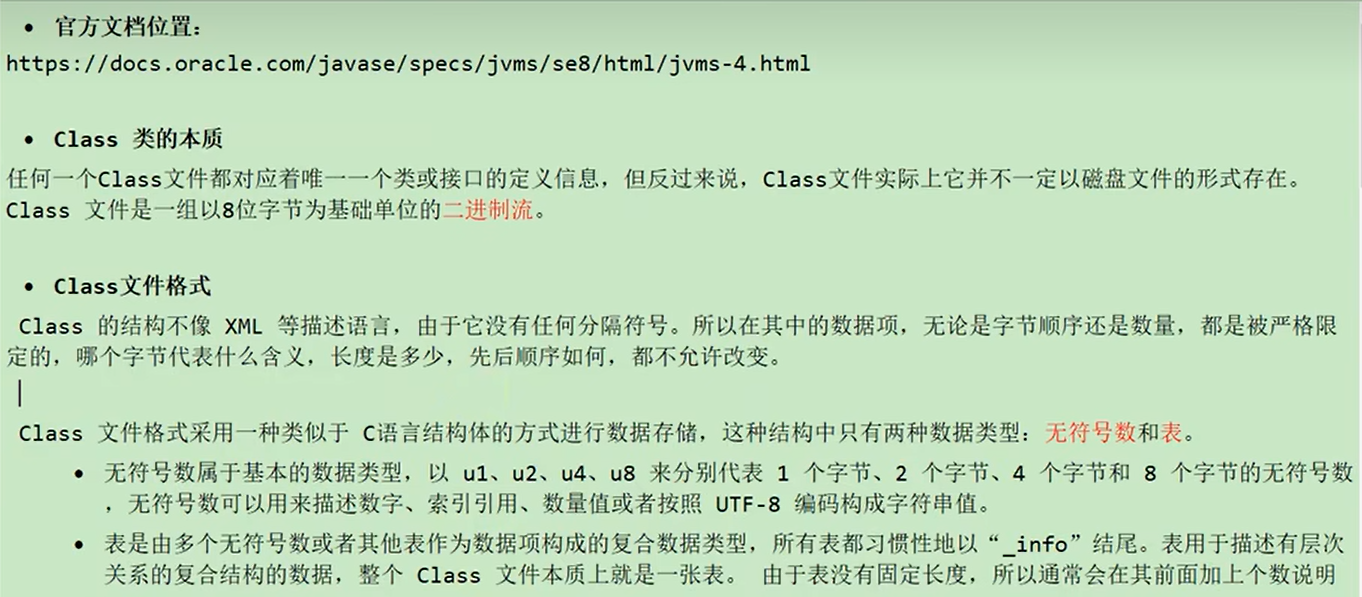 • 官方文档位置：
https://docs.oracle.com/javase/specs/jvms/se8/html/jvms-4.html
• Class 类的本质
任何一个Class文件都对应着唯一一个类或接口的定义信息，但反过来说，Class文件实际上它并不一定以磁盘文件的形式存在。
Class 文件是一组以8位字节为基础单位的二进制流。
• Class文件格式
Class 的结构不像 XML 等描述语言，由于它没有任何分隔符号。所以在其中的数据项，无论是字节顺序还是数量，都是被严格限
定的，哪个字节代表什么含义，长度是多少，先后顺序如何，都不允许改变。
Class 文件格式采用一种类似于 C语言结构体的方式进行数据存储，这种结构中只有两种数据类型：无符号数和表。
• 无符号数属于基本的数据类型，以 u1、u2、u4、u8 来分别代表 1 个字节、2 个字节、4 个字节和 8 个字节的无符号数
，无符号数可以用来描述数字、索引引用、数量值或者按照 UTF-8 编码构成字符串值。
• 表是由多个无符号数或者其他表作为数据项构成的复合数据类型，所有表都习惯性地以“_info”结尾。表用于描述有层次
关系的复合结构的数据，整个 Class 文件本质上就是一张表。 由于表没有固定长度，所以通常会在其前面加上个数说明